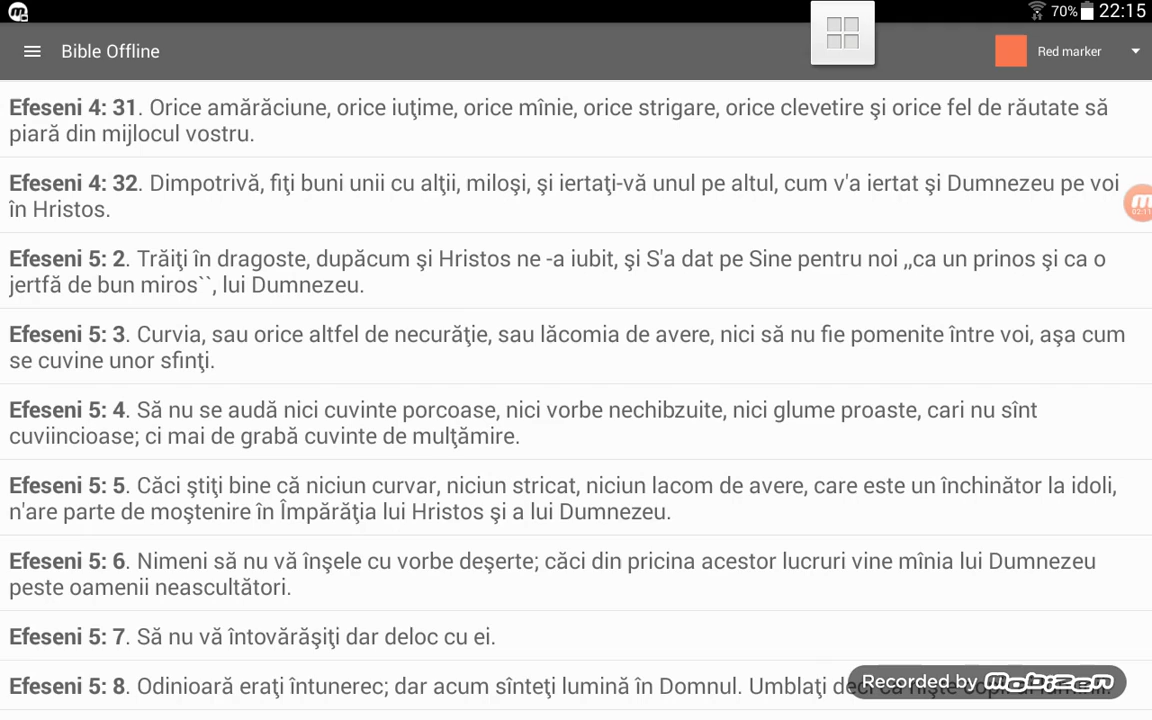 70% 22:15
Bible Offline
Red marker
Efeseni 4: 31. Orice amărăciune, orice iuţime, orice mînie, orice strigare, orice clevetire şi orice fel de răutate să
piară din mijlocul vostru.
Efeseni 4: 32. Dimpotrivă, fiţi buni unii cu alţii, miloşi, şi iertaţi-vă unul pe altul, cum v'a iertat şi Dumnezeu pe voi
în Hristos.
02:11
Efeseni 5: 2. Trăiţi în dragoste, dupăcum şi Hristos ne -a iubit, şi S'a dat pe Sine pentru noi ,,ca un prinos şi ca o
jertfă de bun miros``, lui Dumnezeu.
Efeseni 5: 3. Curvia, sau orice altfel de necurăţie, sau lăcomia de avere, nici să nu fie pomenite între voi, aşa cum
se cuvine unor sfinţi.
Efeseni 5: 4. Să nu se audă nici cuvinte porcoase, nici vorbe nechibzuite, nici glume proaste, cari nu sînt
cuviincioase; ci mai de grabă cuvinte de mulţămire.
Efeseni 5: 5. Căci ştiţi bine că niciun curvar, niciun stricat, niciun lacom de avere, care este un închinător la idoli,
n'are parte de moştenire în Împărăţia lui Hristos şi a lui Dumnezeu.
Efeseni 5: 6. Nimeni să nu vă înşele cu vorbe deşerte; căci din pricina acestor lucruri vine mînia lui Dumnezeu
peste oamenii neascultători.
Efeseni 5: 7. Să nu vă întovărăşiţi dar deloc cu ei.
Efeseni 5: 8. Odinioară eraţi întunerec; dar acum sînteţi lumină în Domnul. Umblaţi
Recorded by mobizen